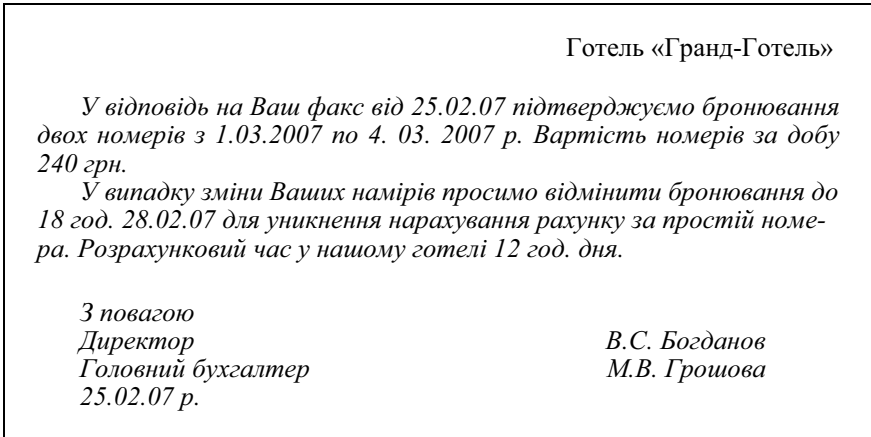 Готель «Гранд-Готель»
У відповідь на Ваш факс від 25.02.07 підтверджуємо бронювання
двох номерів з 1.03.2007 по 4. 03. 2007 р. Вартість номерів за добу
240 грн.
У випадку зміни Ваших намірів просимо відмінити бронювання до
18 год. 28.02.07 для уникнення нарахування рахунку за простій номе-
ра. Розрахунковий час у нашому готелі 12 год. дня.
З повагою
Директор В.С. Богданов
Головний бухгалтер М.В. Грошова
25.02.07 р.